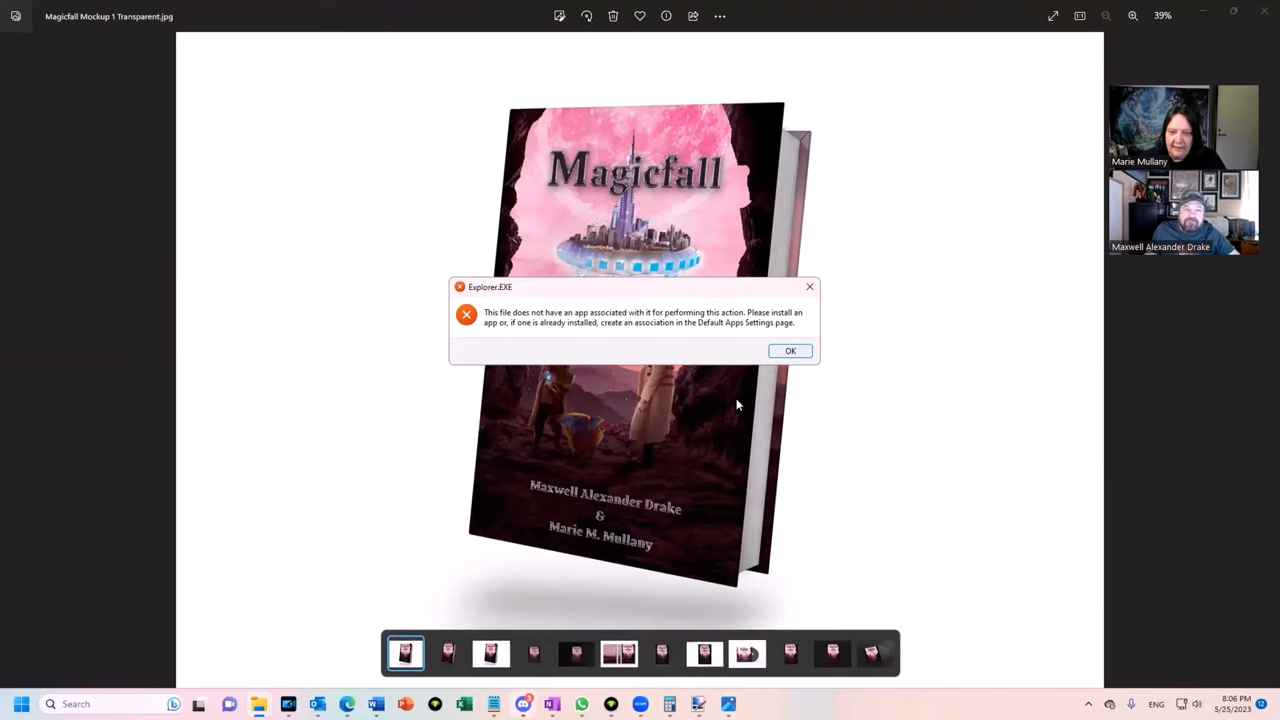 Magicfall Mockup 1 Transparent.jpg
39%
Magicfall
Marie Mullany
Maxwell Alexander Drake
Explorer.EXE
This file does not have an app associated with it for performing this action. Please install an
app or, if one is already installed, create an association in the Default Apps Settings page.
OK
Maxwell Alexander Drake
&
Marie M. Mullany
Search
ENG
8:06 PM
5/25/2023